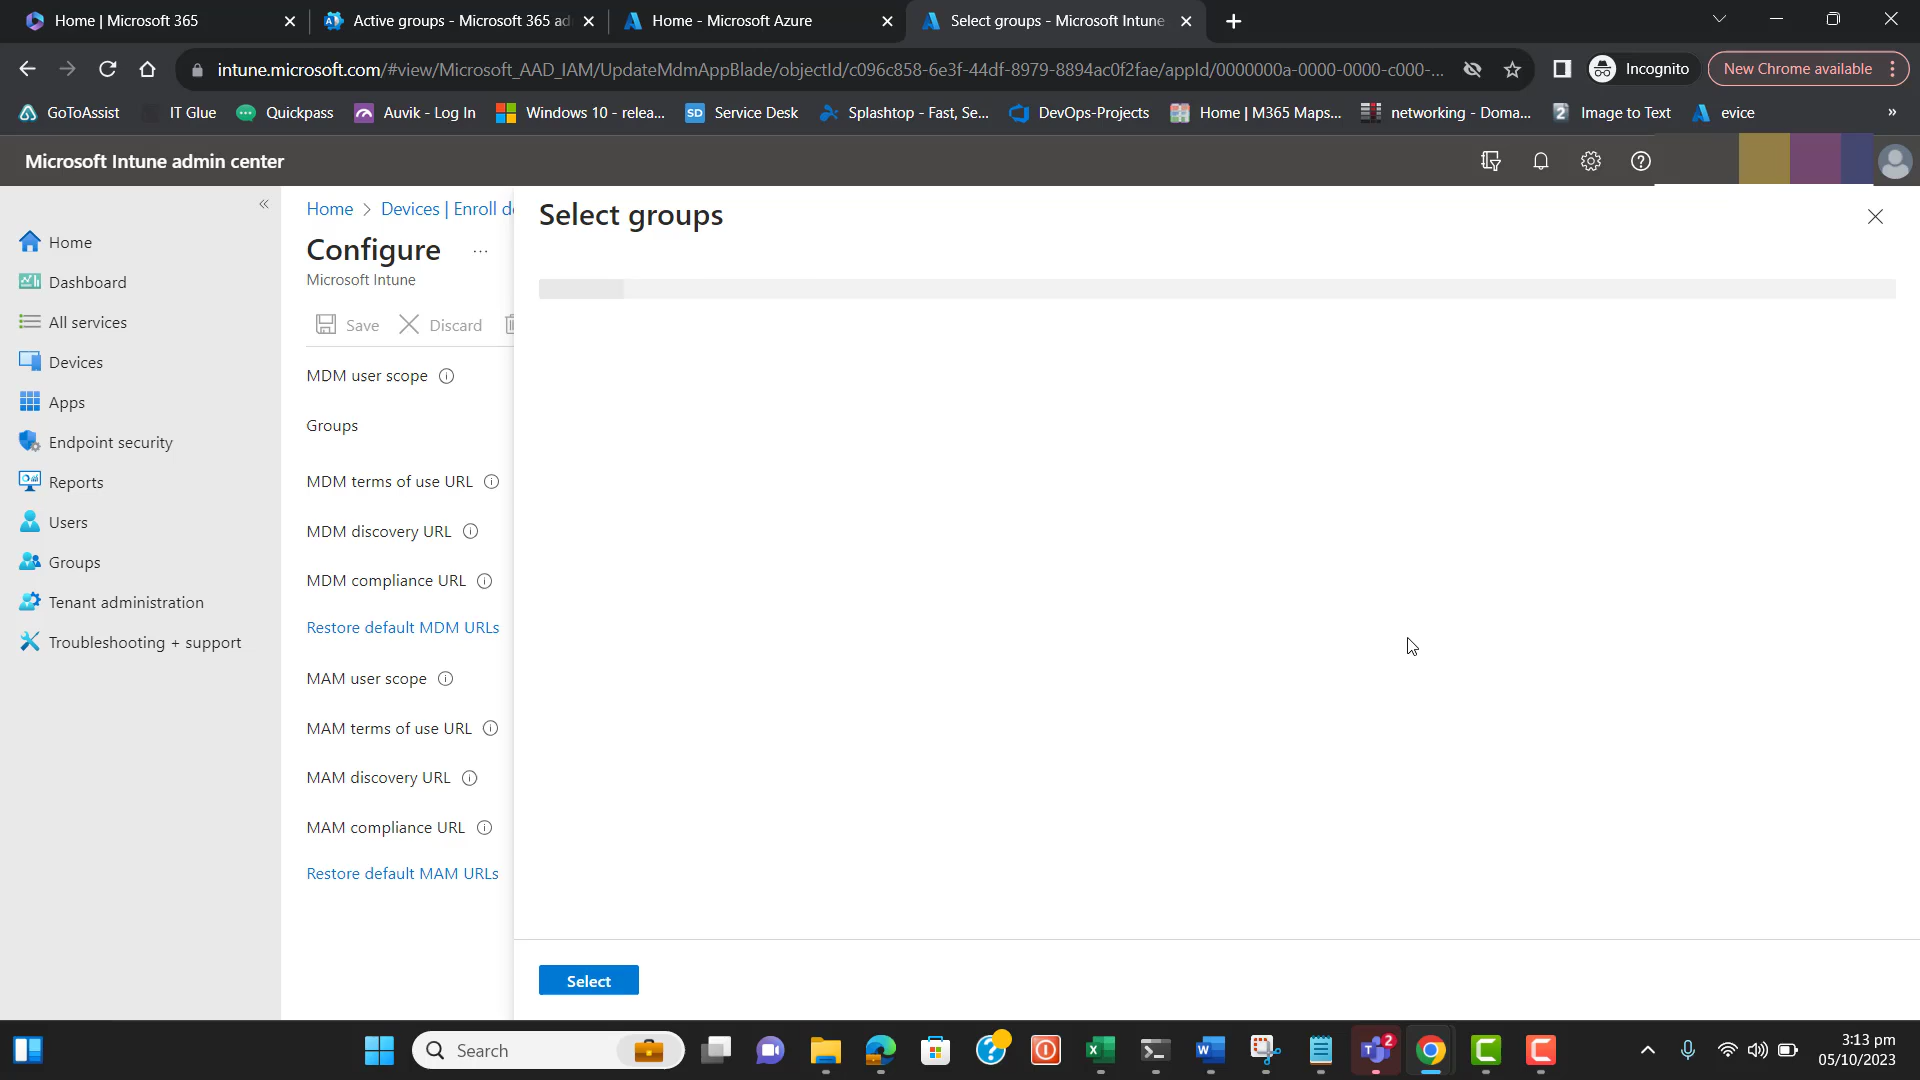 Home | Microsoft 365
Active groups - Microsoft 365 ad
Home - Microsoft Azure
Select groups - Microsoft Intune
intune.microsoft.com/#view/Microsoft_AAD_IAM/UpdateMdmAppBlade/objectId/c096c858-6e3f-44df-8979-8894ac0f2fae/appId/0000000a-0000-0000-c000-...
Incognito
New Chrome available
GoToAssist
IT Glue
Quickpass
Auvik - Log In
Windows 10 - relea...
SD
Service Desk
Splashtop - Fast, Se...
DevOps-Projects
Home | M365 Maps...
networking - Doma...
2
Image to Text
evice
»
Microsoft Intune admin center
«
Home
Dashboard
All services
Devices
Apps
Endpoint security
Reports
Users
Groups
Tenant administration
Troubleshooting + support
Home > Devices | Enroll d
Configure ...
Microsoft Intune
Save
Discard
MDM user scope
Groups
MDM terms of use URL
MDM discovery URL
MDM compliance URL
Restore default MDM URLs
MAM user scope
MAM terms of use URL
MAM discovery URL
MAM compliance URL
Restore default MAM URLs
Select groups
Select
Search
2
3:13 pm
05/10/2023